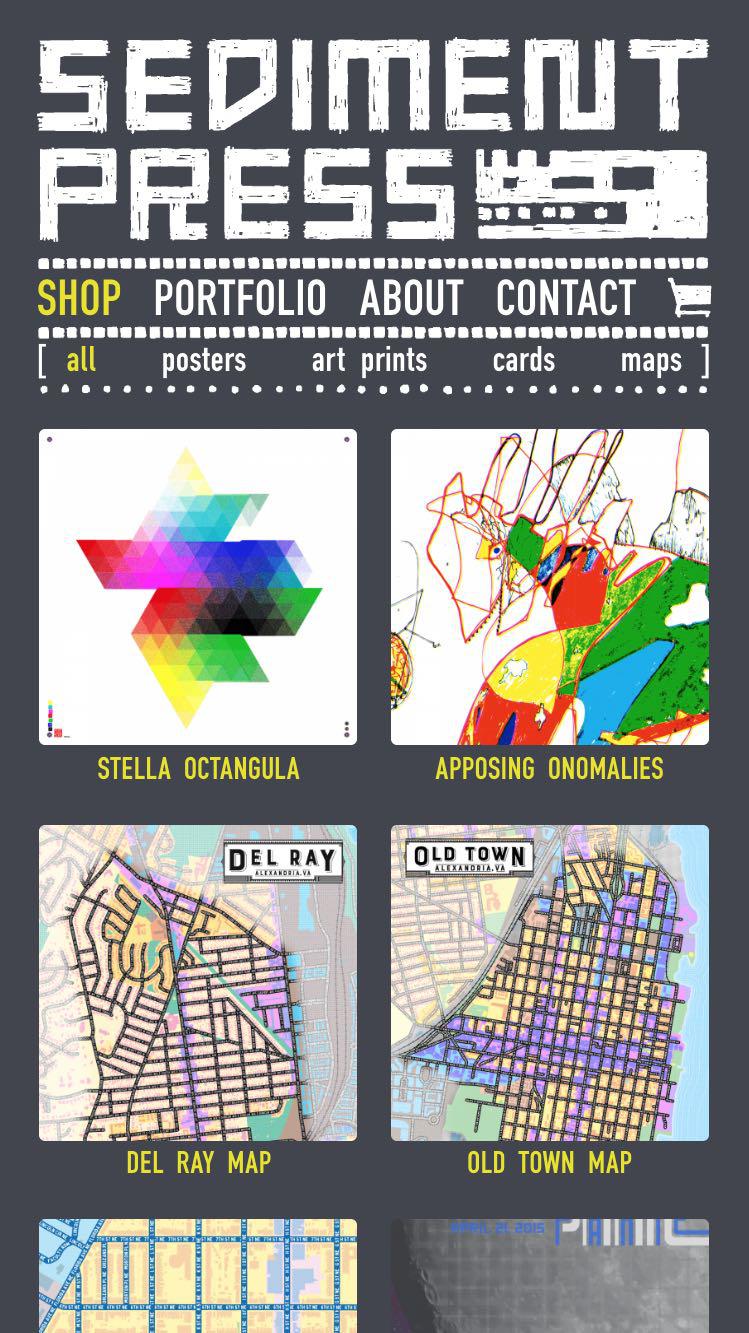 SEDIMENT
PRESS
SHOP PORTFOLIO ABOUT CONTACT
[ all posters art prints cards maps ]
STELLA OCTANGULA
APPOSING ONOMALIES
DEL RAY
ALEXANDRIA, VA
OLD TOWN
ALEXANDRIA, VA
DEL RAY MAP
OLD TOWN MAP
APRIL 21, 2015